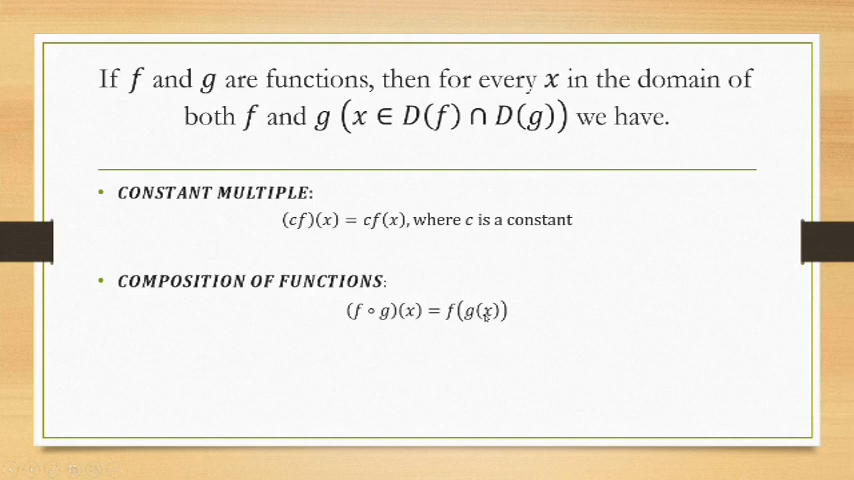 If 𝑓 and 𝑔 are functions, then for every 𝑥 in the domain of
both 𝑓 and 𝑔 (𝑥 ∈ 𝐷(𝑓) ∩ 𝐷(𝑔)) we have.
• CONSTANT MULTIPLE:
(𝑐𝑓)(𝑥) = 𝑐𝑓(𝑥), where 𝑐 is a constant
• COMPOSITION OF FUNCTIONS:
(𝑓 ∘ 𝑔)(𝑥) = 𝑓(𝑔(𝑥))